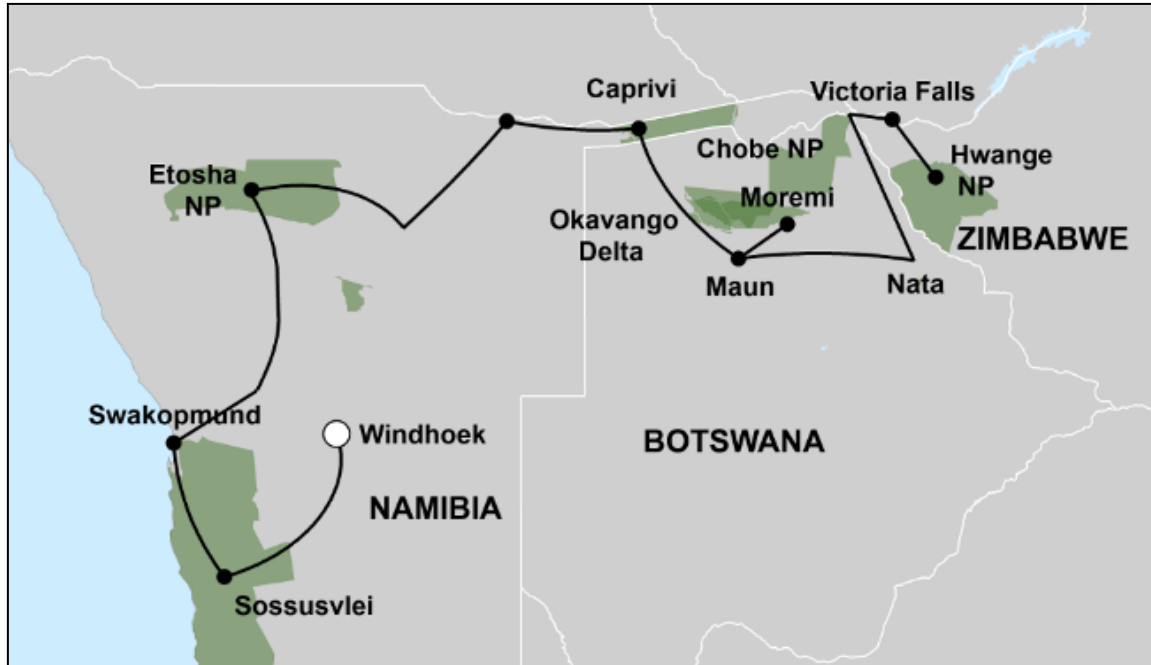 Caprivi
Victoria Falls
Chobe NP
Hwange
NP
Etosha
NP
Moremi
Okavango
Delta
ZIMBABWE
Maun
Nata
Swakopmund
Windhoek
BOTSWANA
NAMIBIA
Sossusvlei